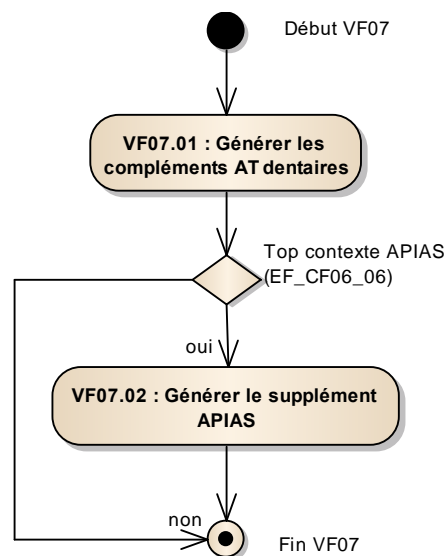 Début VF07
VF07.01 : Générer les
compléments AT dentaires
Top contexte APIAS
(EF_CF06_06)
oui
VF07.02 : Générer le supplément
APIAS
non
Fin VF07